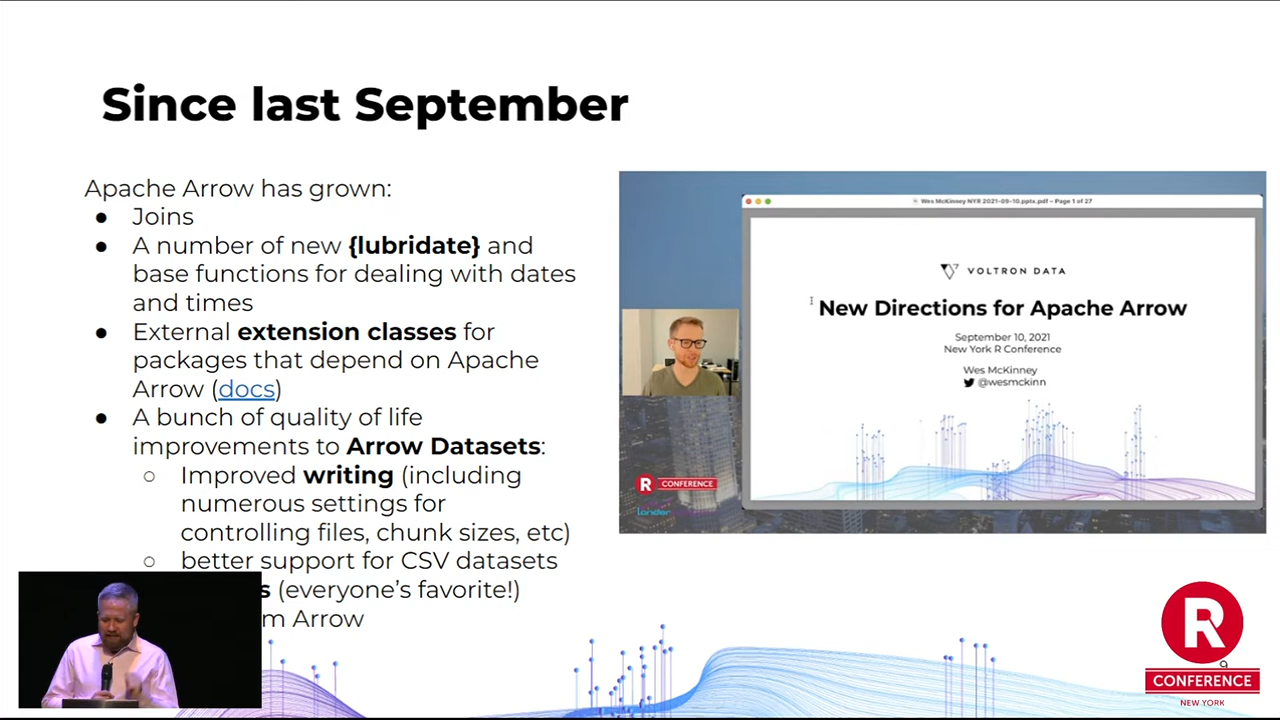 Since last September
Apache Arrow has grown:
● Joins
● A number of new {lubridate} and
base functions for dealing with dates
and times
● External extension classes for
packages that depend on Apache
Arrow (docs)
● A bunch of quality of life
improvements to Arrow Datasets:
○ Improved writing (including
numerous settings for
controlling files, chunk sizes, etc)
○ better support for CSV datasets
(everyone's favorite!)
Arrow
Wes McKinney NYR 2021-09-10.pptx.pdf – Page 1 of 27
VOLTRON DATA
New Directions for Apache Arrow
September 10, 2021
New York R Conference
Wes McKinney
@wesmckinn
R CONFERENCE
lander
R
CONFERENCE
NEW YORK